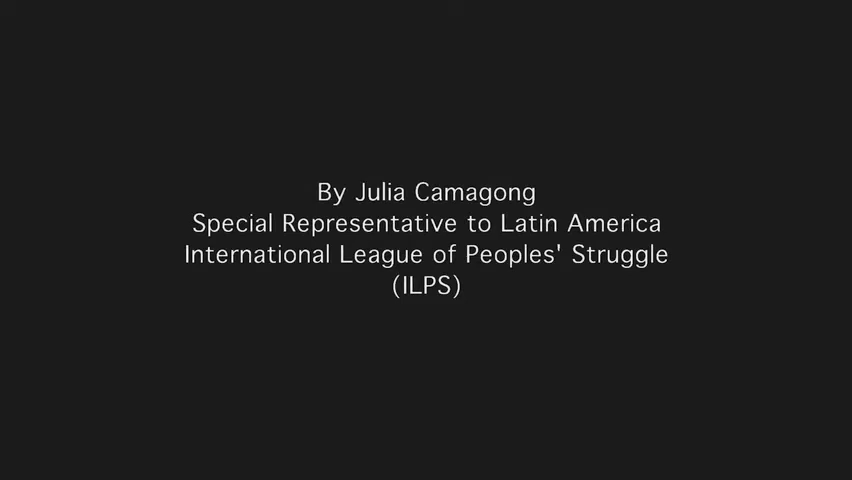 By Julia Camagong
Special Representative to Latin America
International League of Peoples' Struggle
(ILPS)